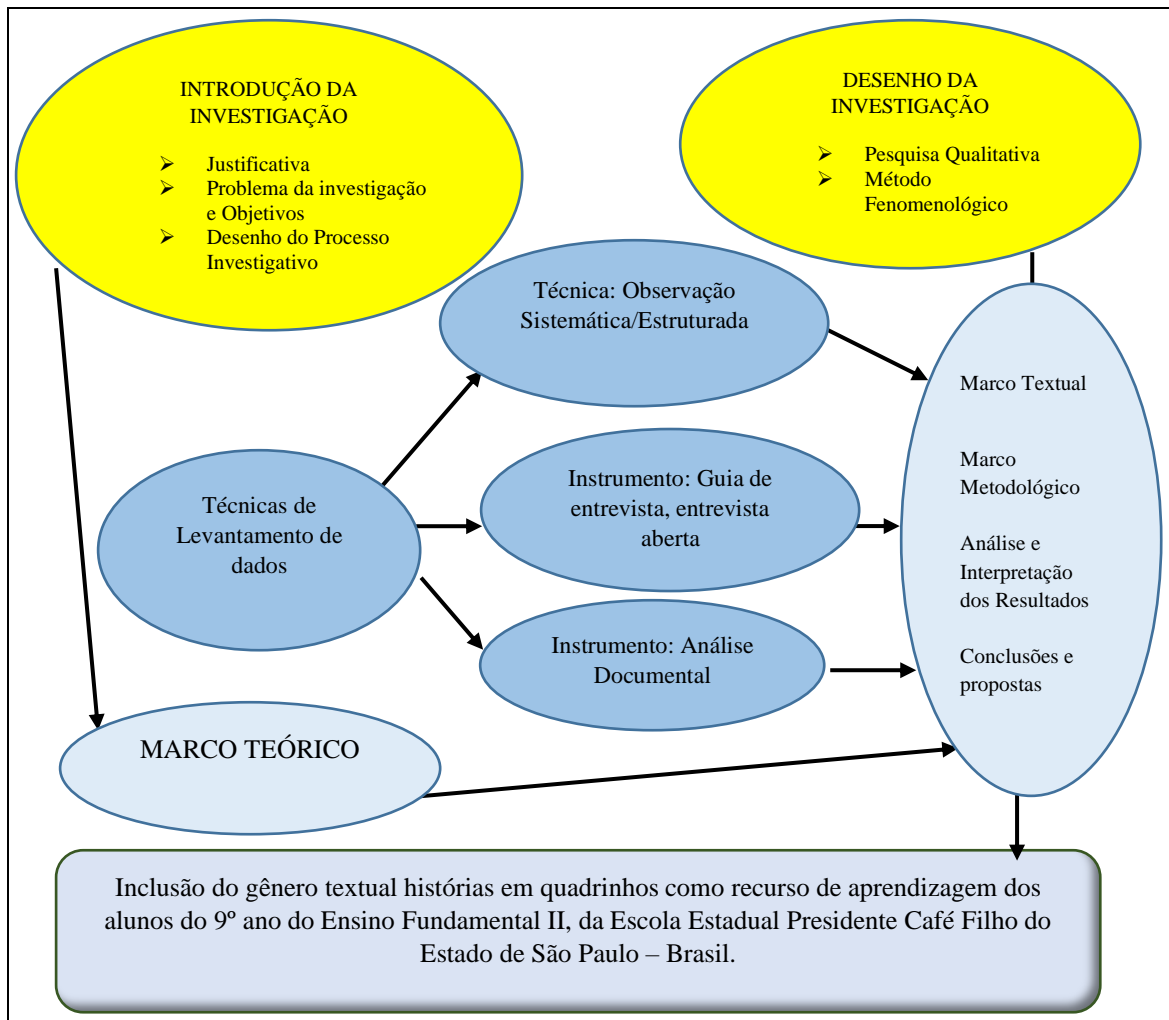 INTRODUÇÃO DA
INVESTIGAÇÃO
➢ Justificativa
➢ Problema da investigação
e Objetivos
➢ Desenho do Processo
Investigativo
DESENHO DA
INVESTIGAÇÃO
➢ Pesquisa Qualitativa
➢ Método
Fenomenológico
Técnica: Observação
Sistemática/Estruturada
Técnicas de
Levantamento de
dados
Instrumento: Guia de
entrevista, entrevista
aberta
Instrumento: Análise
Documental
Marco Textual
Marco
Metodológico
Análise e
Interpretação
dos Resultados
Conclusões e
propostas
MARCO TEÓRICO
Inclusão do gênero textual histórias em quadrinhos como recurso de aprendizagem dos
alunos do 9º ano do Ensino Fundamental II, da Escola Estadual Presidente Café Filho do
Estado de São Paulo – Brasil.